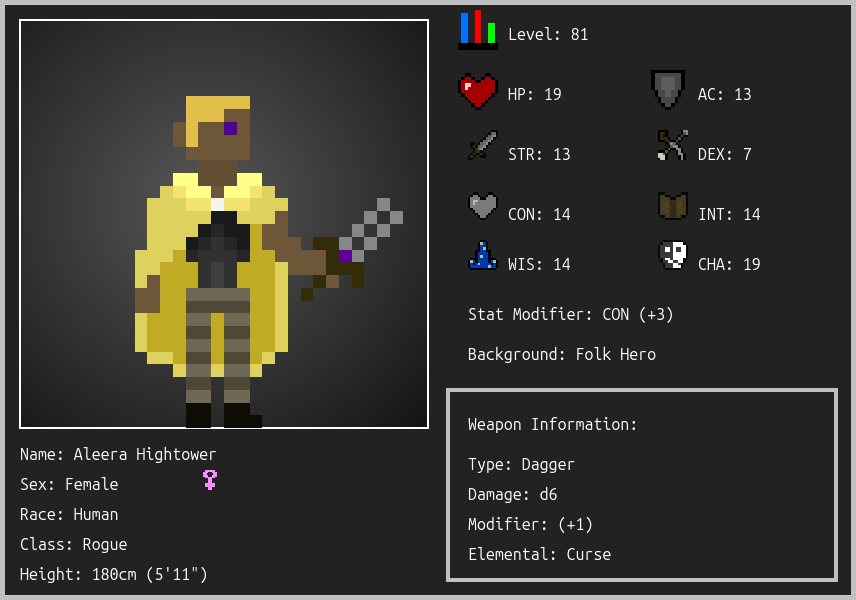 Level: 81
HP: 19
AC: 13
STR: 13
DEX: 7
CON: 14
INT: 14
WIS: 14
CHA: 19
Stat Modifier: CON (+3)
Background: Folk Hero
Name: Aleera Hightower
Sex: Female
Race: Human
Class: Rogue
Height: 180cm (5'11")
Weapon Information:
Type: Dagger
Damage: d6
Modifier: (+1)
Elemental: Curse